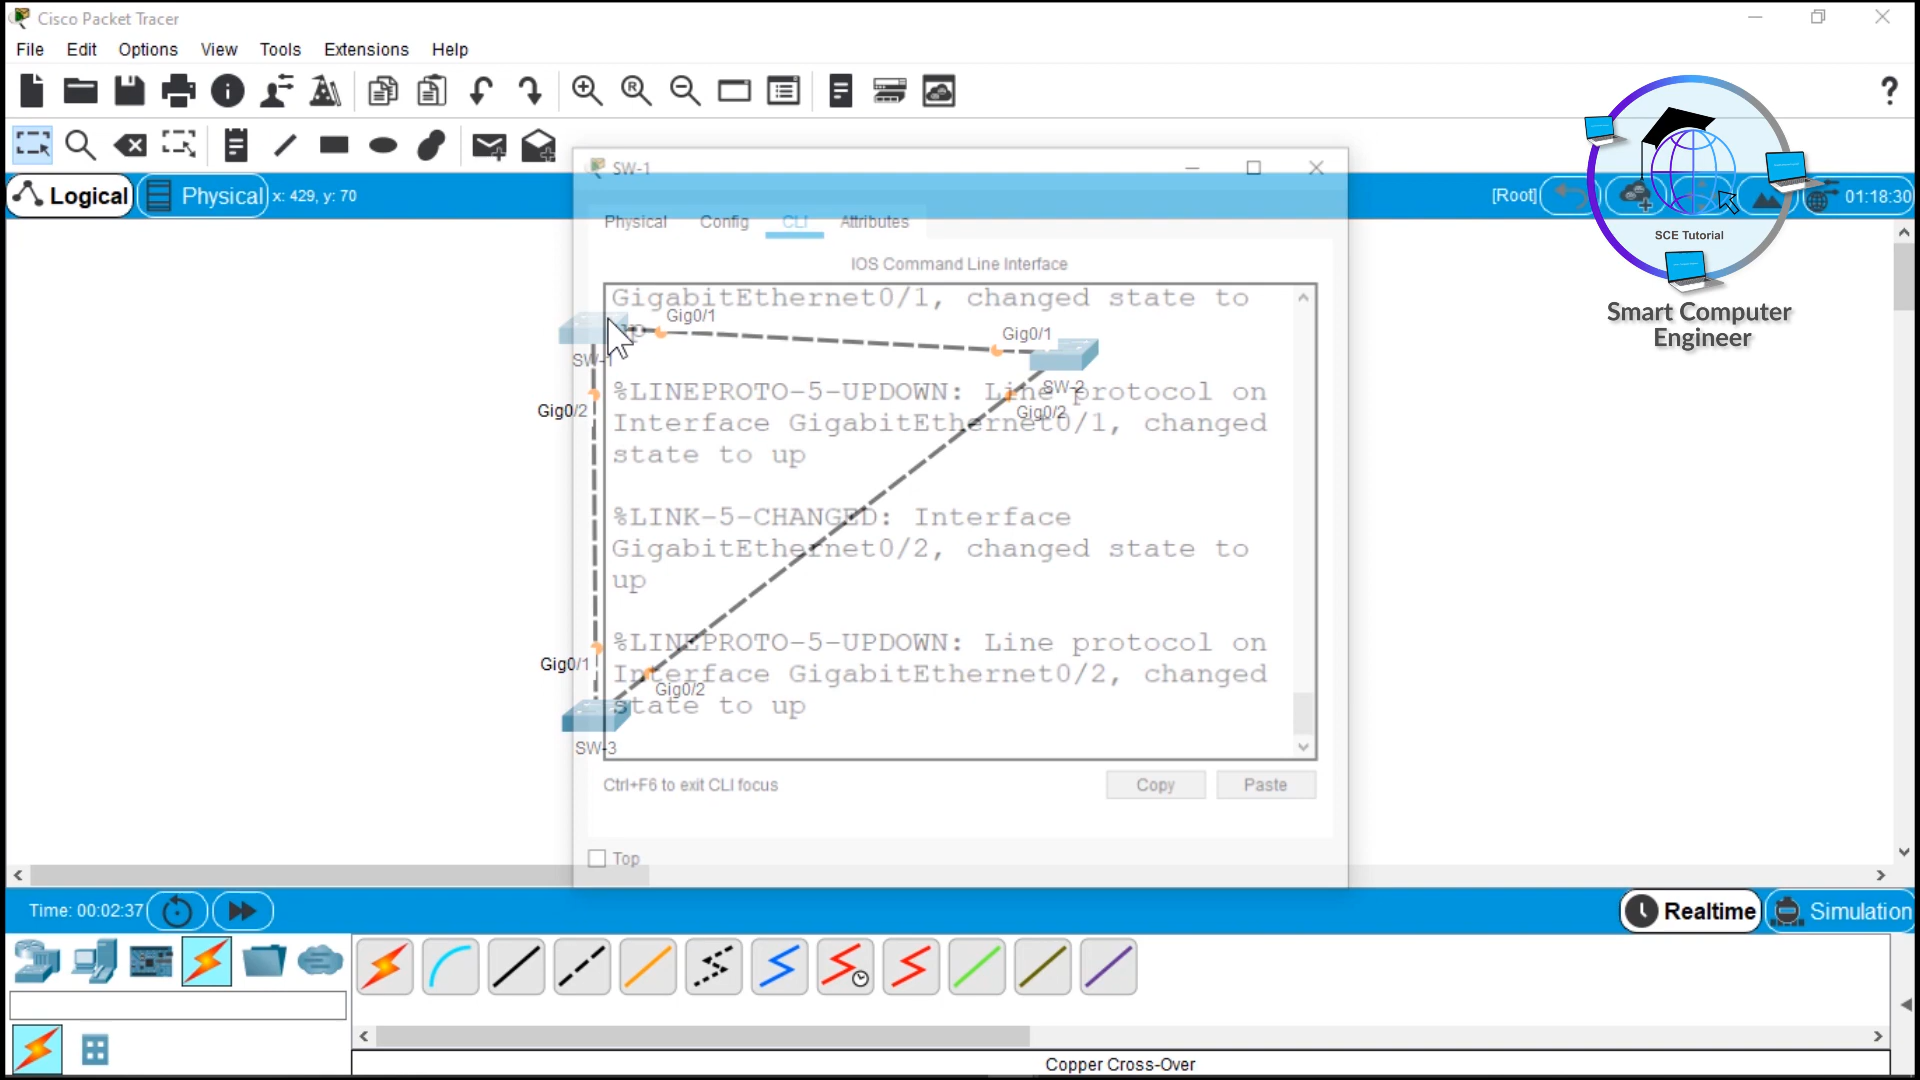 Cisco Packet Tracer
File Edit Options View Tools Extensions Help
R
?
Logical Physical x: 429, y: 70 [Root] 01:18:30
SCE Tutorial
Smart Computer
Engineer
SW-1
Physical Config CLI Attributes
IOS Command Line Interface
GigabitEthernet0/1, changed state to
up
%LINEPROTO-5-UPDOWN: Line protocol on
Interface GigabitEthernet0/1, changed
state to up
%LINK-5-CHANGED: Interface
GigabitEthernet0/2, changed state to
up
%LINEPROTO-5-UPDOWN: Line protocol on
Interface GigabitEthernet0/2, changed
state to up
Gig0/1
Gig0/1
SW-1
SW-2
Gig0/2
Gig0/2
Gig0/1
Gig0/2
SW-3
Ctrl+F6 to exit CLI focus Copy Paste
Top
Time: 00:02:37 Realtime Simulation
Copper Cross-Over